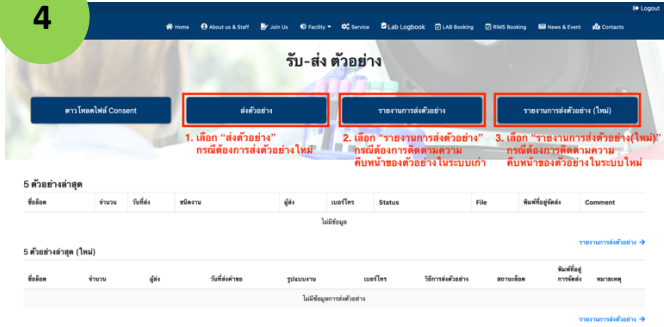 4
Logout
Home About us & Staff Join Us Facility Service Lab Logbook LAB Booking RIMS Booking News & Event Contacts
รับ-ส่ง ตัวอย่าง
ดาวโหลดไฟล์ Consent ส่งตัวอย่าง รายงานการส่งตัวอย่าง รายงานการส่งตัวอย่าง (ใหม่)
1. เลือก “ส่งตัวอย่าง” 2. เลือก “รายงานการส่งตัวอย่าง” 3. เลือก “รายงานการส่งตัวอย่าง(ใหม่)”
กรณีต้องการส่งตัวอย่างใหม่ กรณีต้องการติดตามความ กรณีต้องการติดตามความ
คืบหน้าของตัวอย่างในระบบเก่า คืบหน้าของตัวอย่างในระบบใหม่
5 ตัวอย่างล่าสุด
ชื่อล็อต จำนวน วันที่ส่ง ชนิดงาน ผู้ส่ง เบอร์โทร Status File พิมพ์ที่อยู่จัดส่ง Comment
ไม่มีข้อมูล
รายงานการส่งตัวอย่าง →
5 ตัวอย่างล่าสุด (ใหม่)
ชื่อล็อต จำนวน ผู้ส่ง วันที่ส่งคำขอ รูปแบบงาน เบอร์โทร วิธีการส่งตัวอย่าง สถานะล็อต พิมพ์ที่อยู่การจัดส่ง หมายเหตุ
ไม่มีข้อมูลการส่งตัวอย่าง
รายงานการส่งตัวอย่าง →